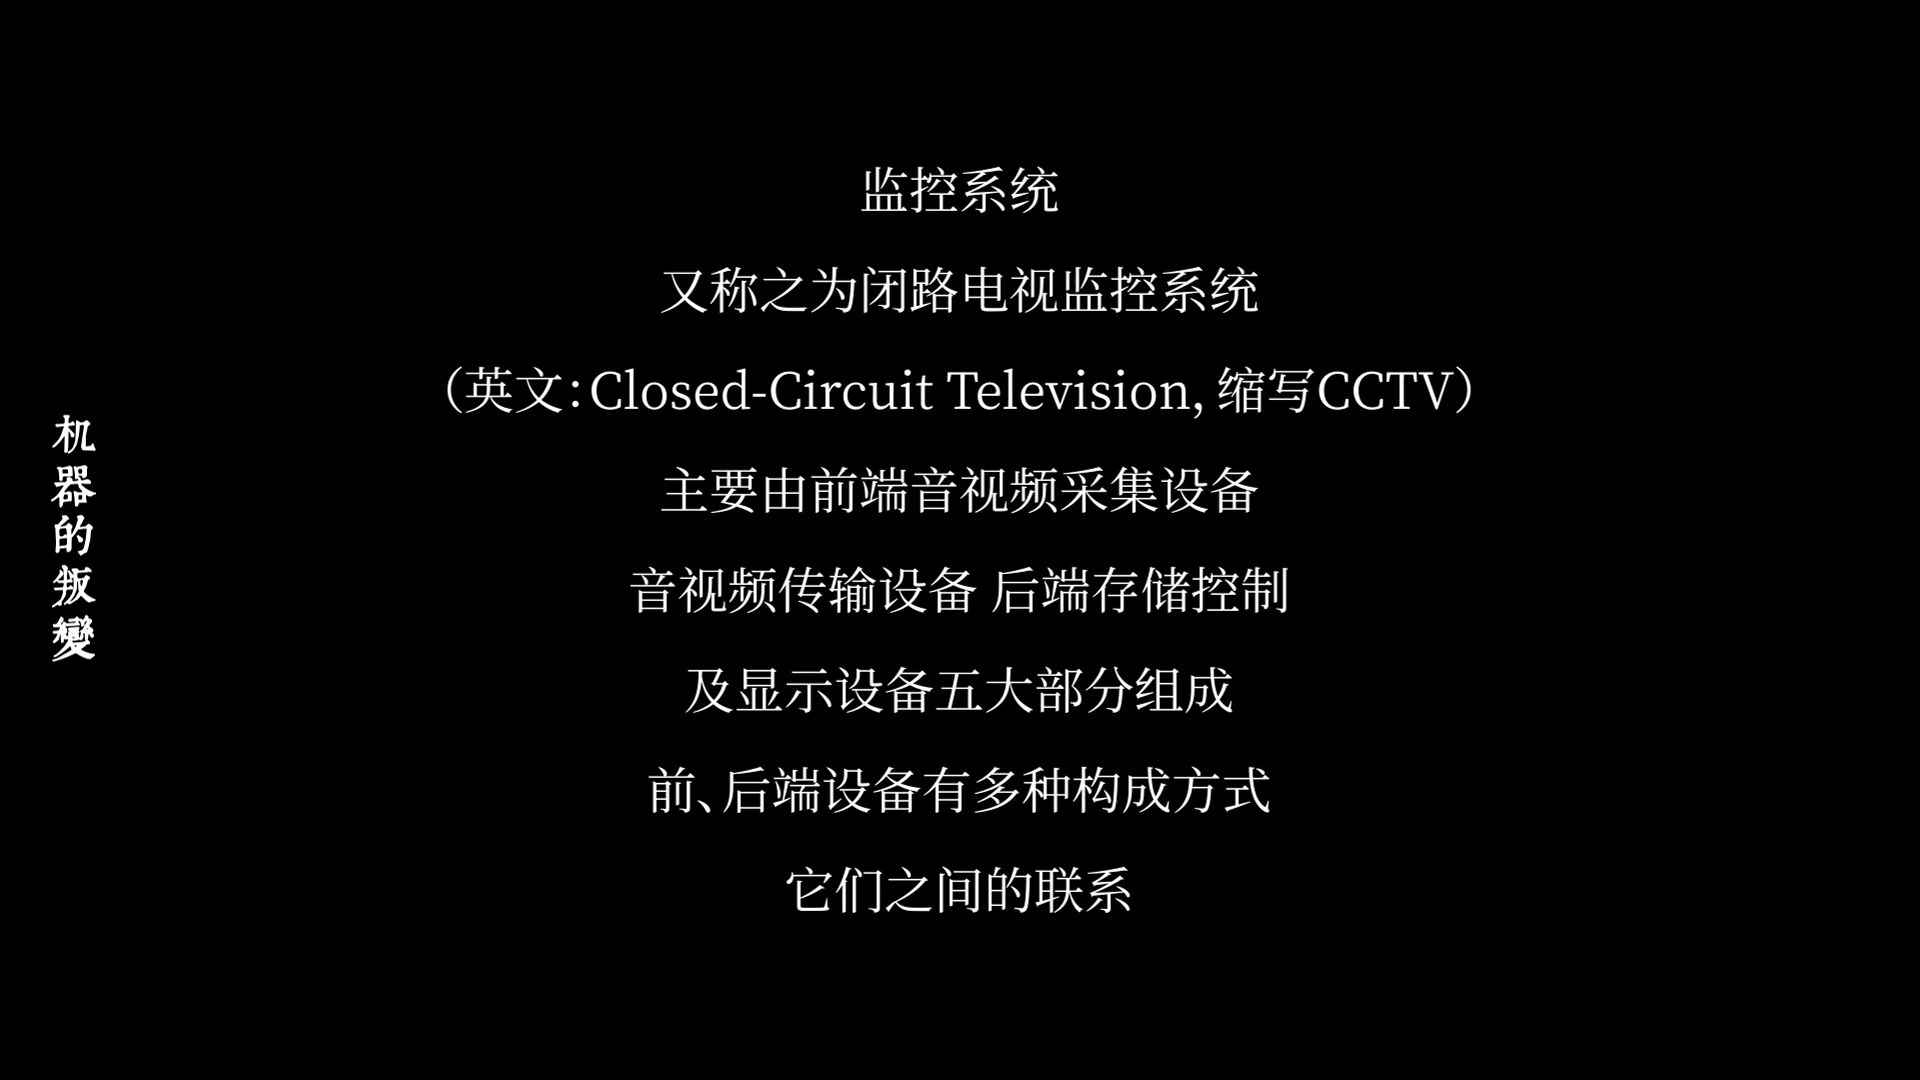 监控系统
又称之为闭路电视监控系统
（英文：Closed-Circuit Television, 缩写CCTV）
主要由前端音视频采集设备
音视频传输设备 后端存储控制
及显示设备五大部分组成
前、后端设备有多种构成方式
它们之间的联系
机器的叛變